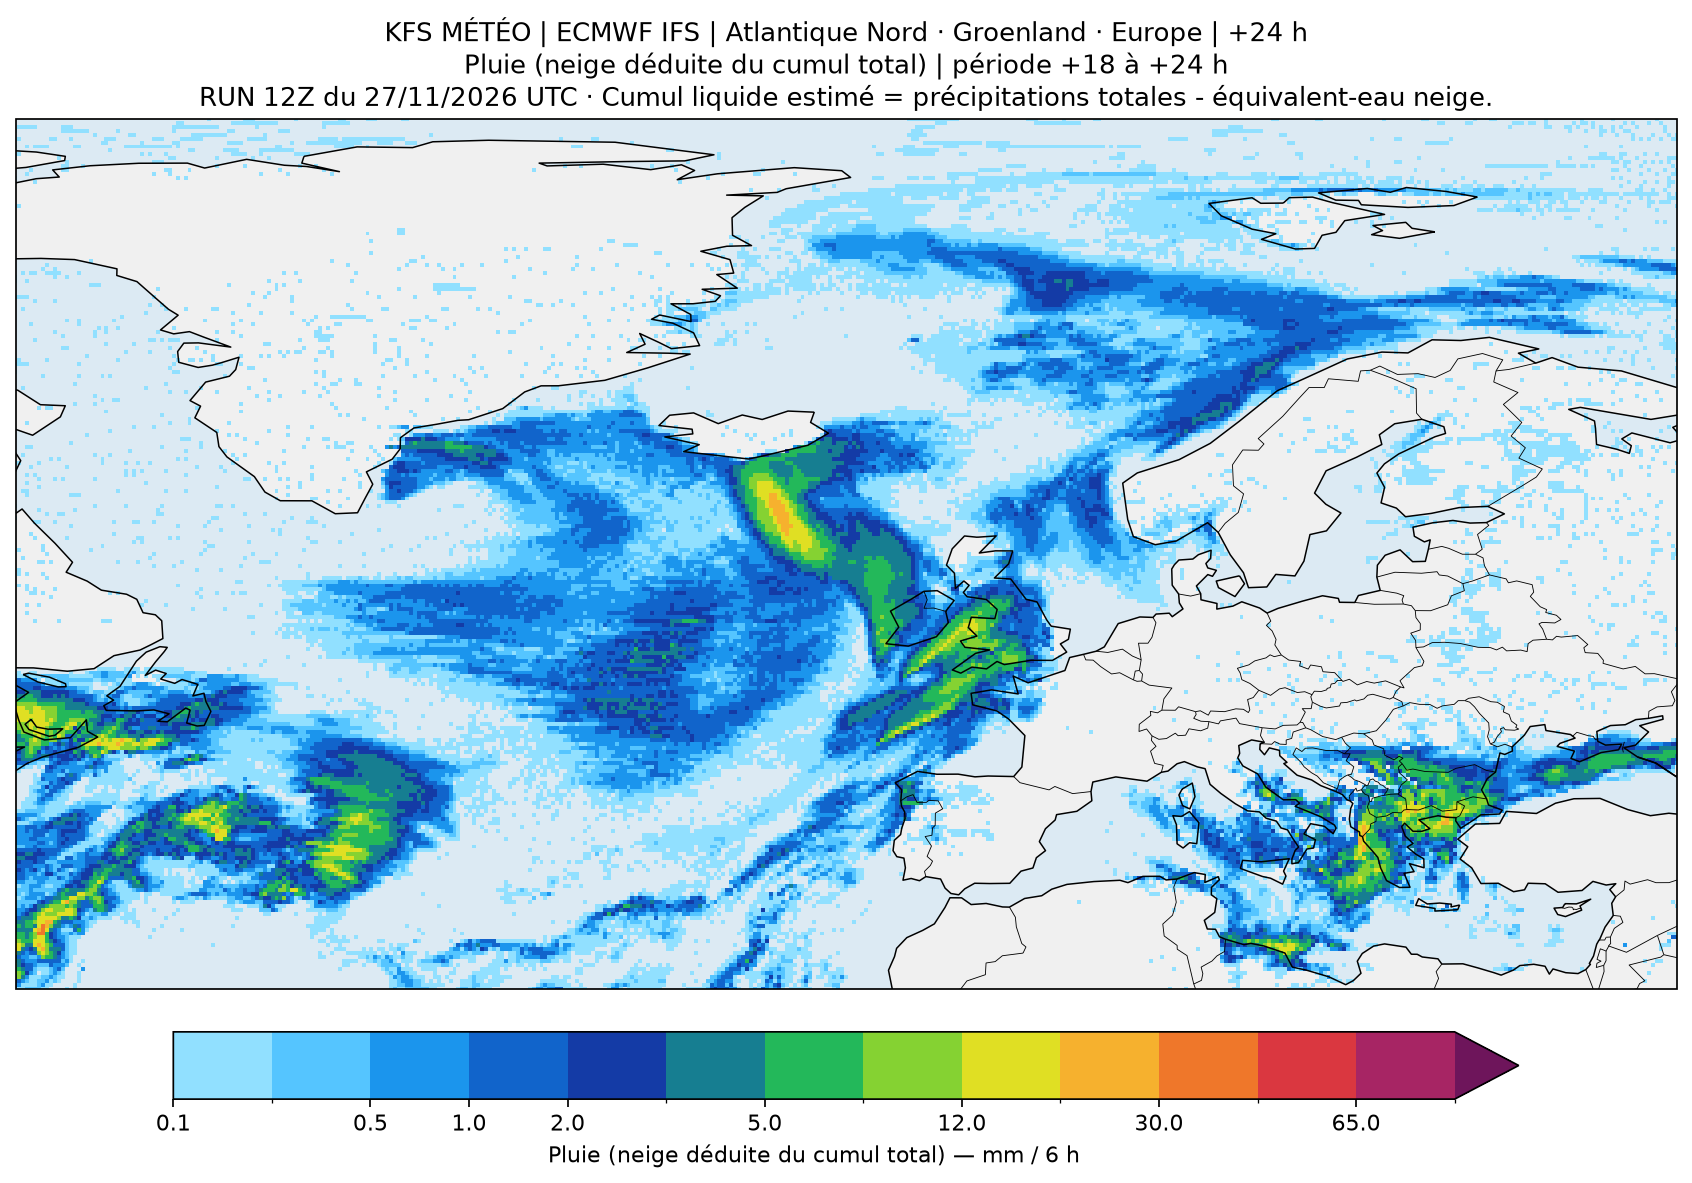 KFS MÉTÉO | ECMWF IFS | Atlantique Nord · Groenland · Europe | +24 h
Pluie (neige déduite du cumul total) | période +18 à +24 h
RUN 12Z du 27/11/2026 UTC · Cumul liquide estimé = précipitations totales - équivalent-eau neige.
0.1 0.5 1.0 2.0 5.0 12.0 30.0 65.0
Pluie (neige déduite du cumul total) — mm / 6 h